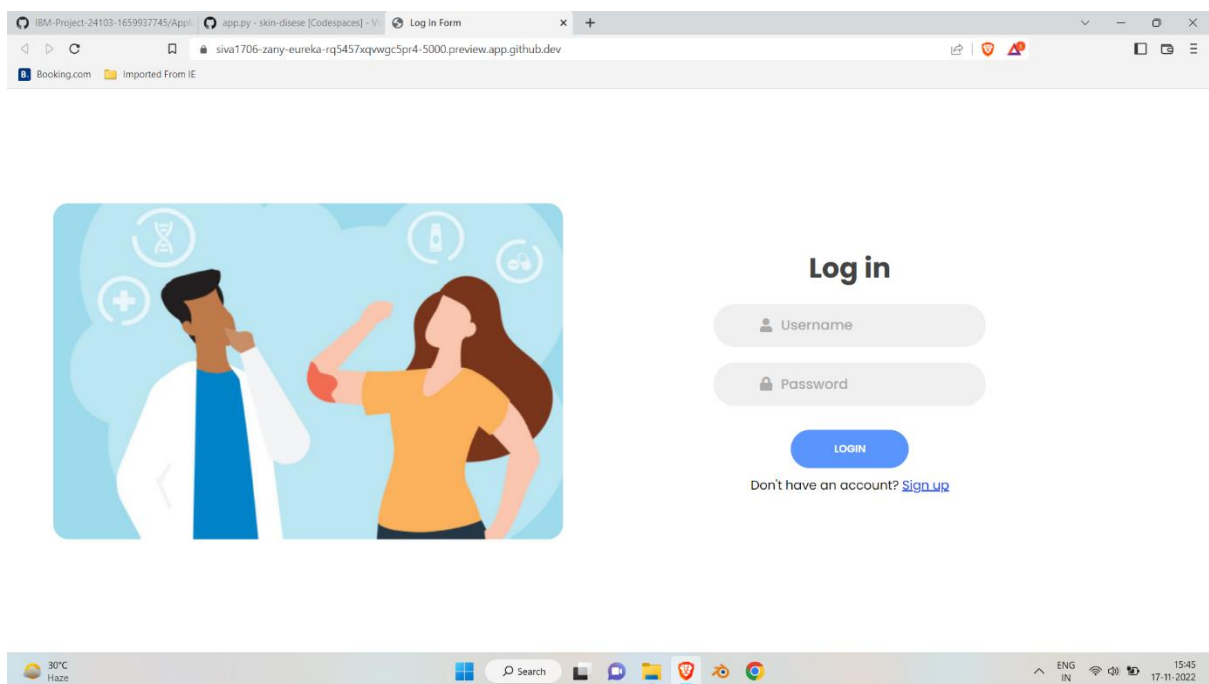 IBM-Project-24103-1659937745/Appli
app.py - skin-disese [Codespaces] - Vi
Log In Form
siva1706-zany-eureka-rq5457xqvwgc5pr4-5000.preview.app.github.dev
B. Booking.com
Imported From IE
Log in
Username
Password
LOGIN
Don't have an account? Sign up
30°C
Haze
Search
ENG
IN
15:45
17-11-2022